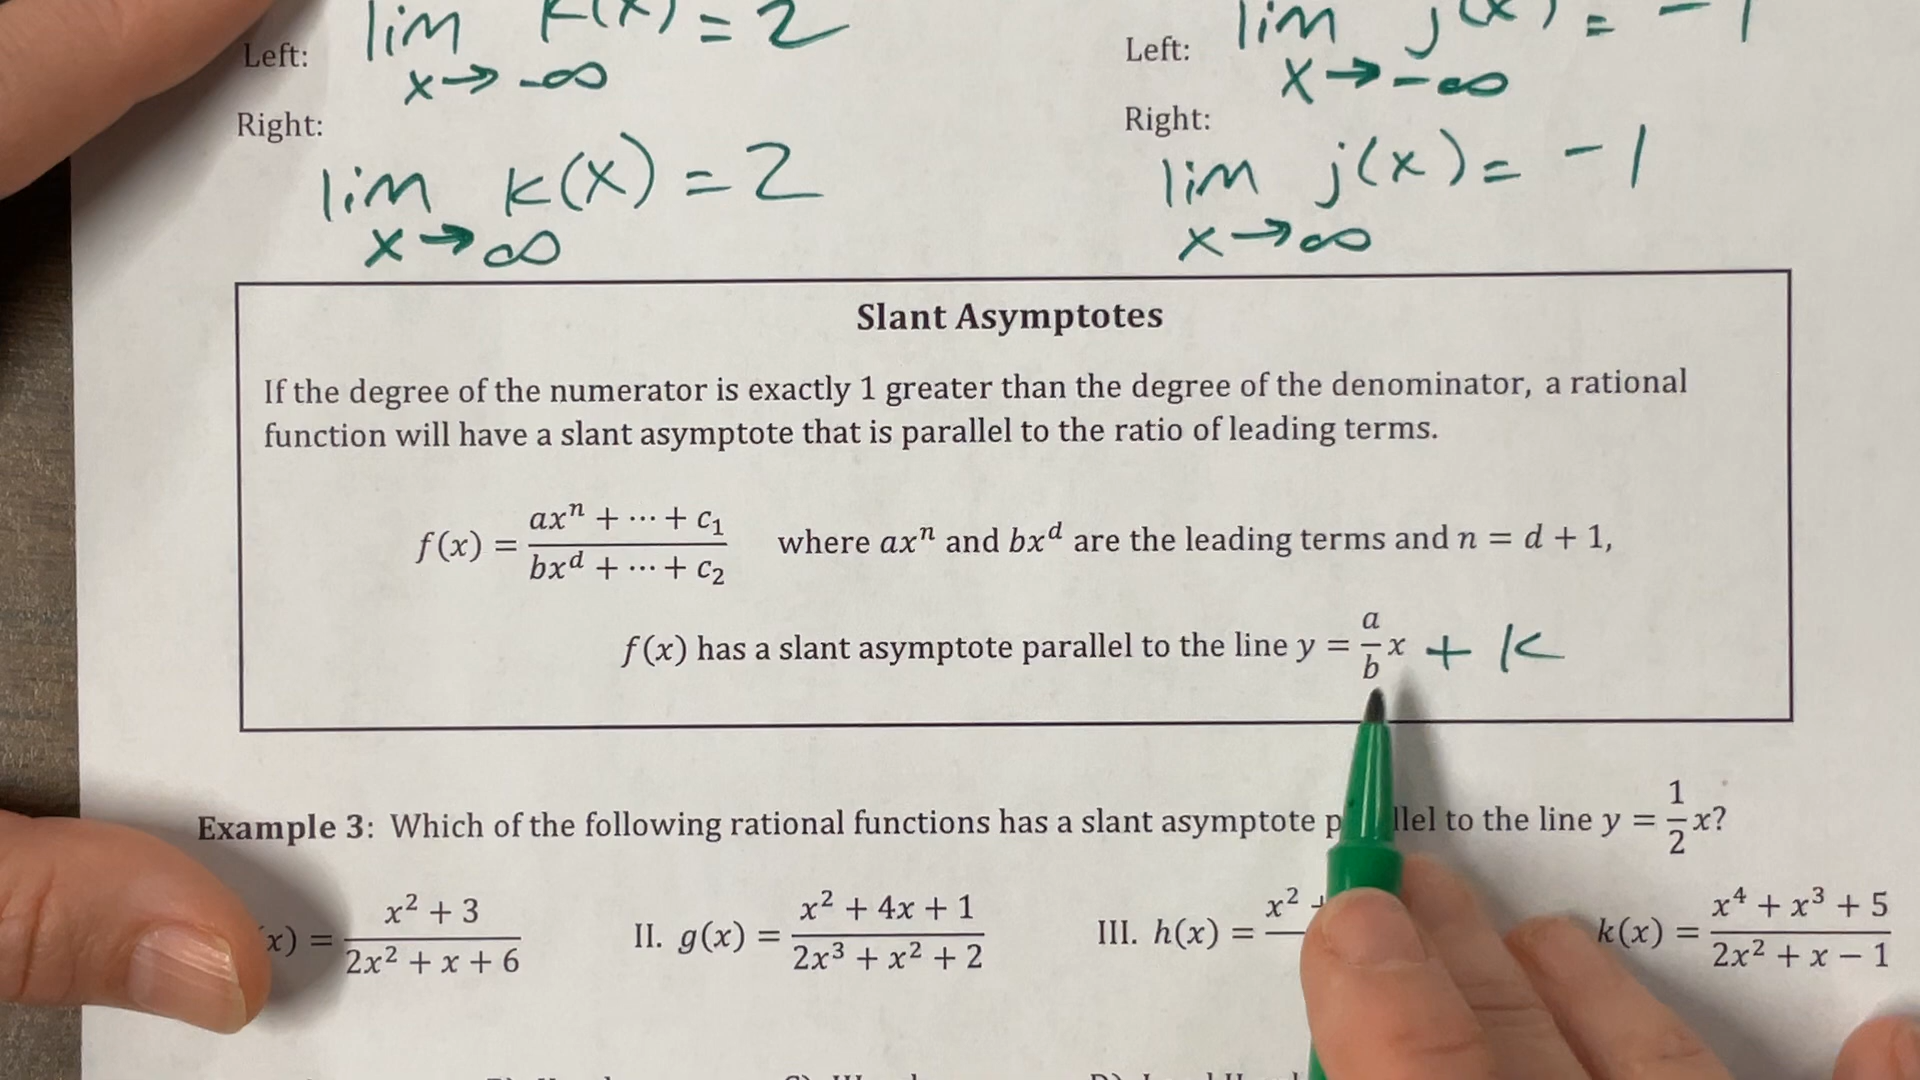 Left: lim k(x) = 2 Left: lim j(x) = -1
x → -∞ x → -∞
Right: Right:
lim k(x) = 2 lim j(x) = -1
x → ∞ x → ∞
Slant Asymptotes
If the degree of the numerator is exactly 1 greater than the degree of the denominator, a rational
function will have a slant asymptote that is parallel to the ratio of leading terms.
f(x) = (axⁿ + ⋯ + c₁)/(bxᵈ + ⋯ + c₂) where axⁿ and bxᵈ are the leading terms and n = d + 1,
f(x) has a slant asymptote parallel to the line y = a/b x + K
Example 3: Which of the following rational functions has a slant asymptote p llel to the line y = 1/2 x?
x) = (x² + 3)/(2x² + x + 6) II. g(x) = (x² + 4x + 1)/(2x³ + x² + 2) III. h(x) = x² + k(x) = (x⁴ + x³ + 5)/(2x² + x − 1)